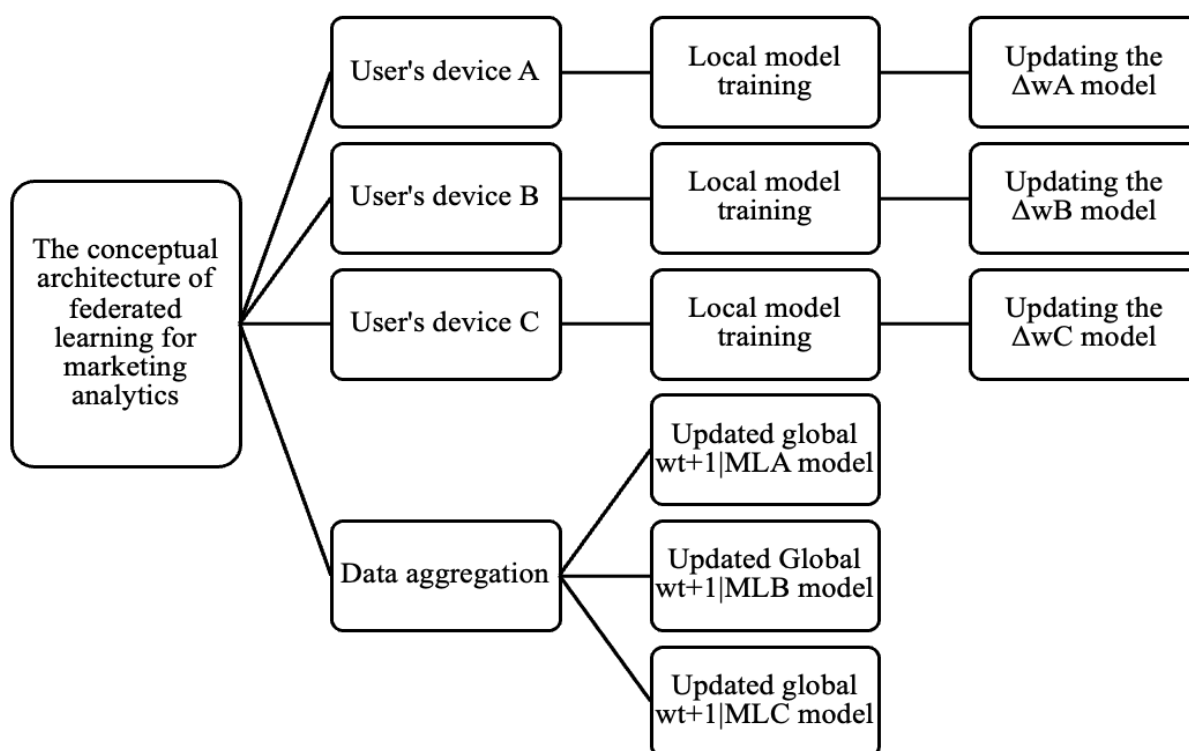 User's device A
Local model
training
Updating the
ΔwA model
User's device B
Local model
training
Updating the
ΔwB model
The conceptual
architecture of
federated
learning for
marketing
analytics
User's device C
Local model
training
Updating the
ΔwC model
Updated global
wt+1|MLA model
Data aggregation
Updated Global
wt+1|MLB model
Updated global
wt+1|MLC model